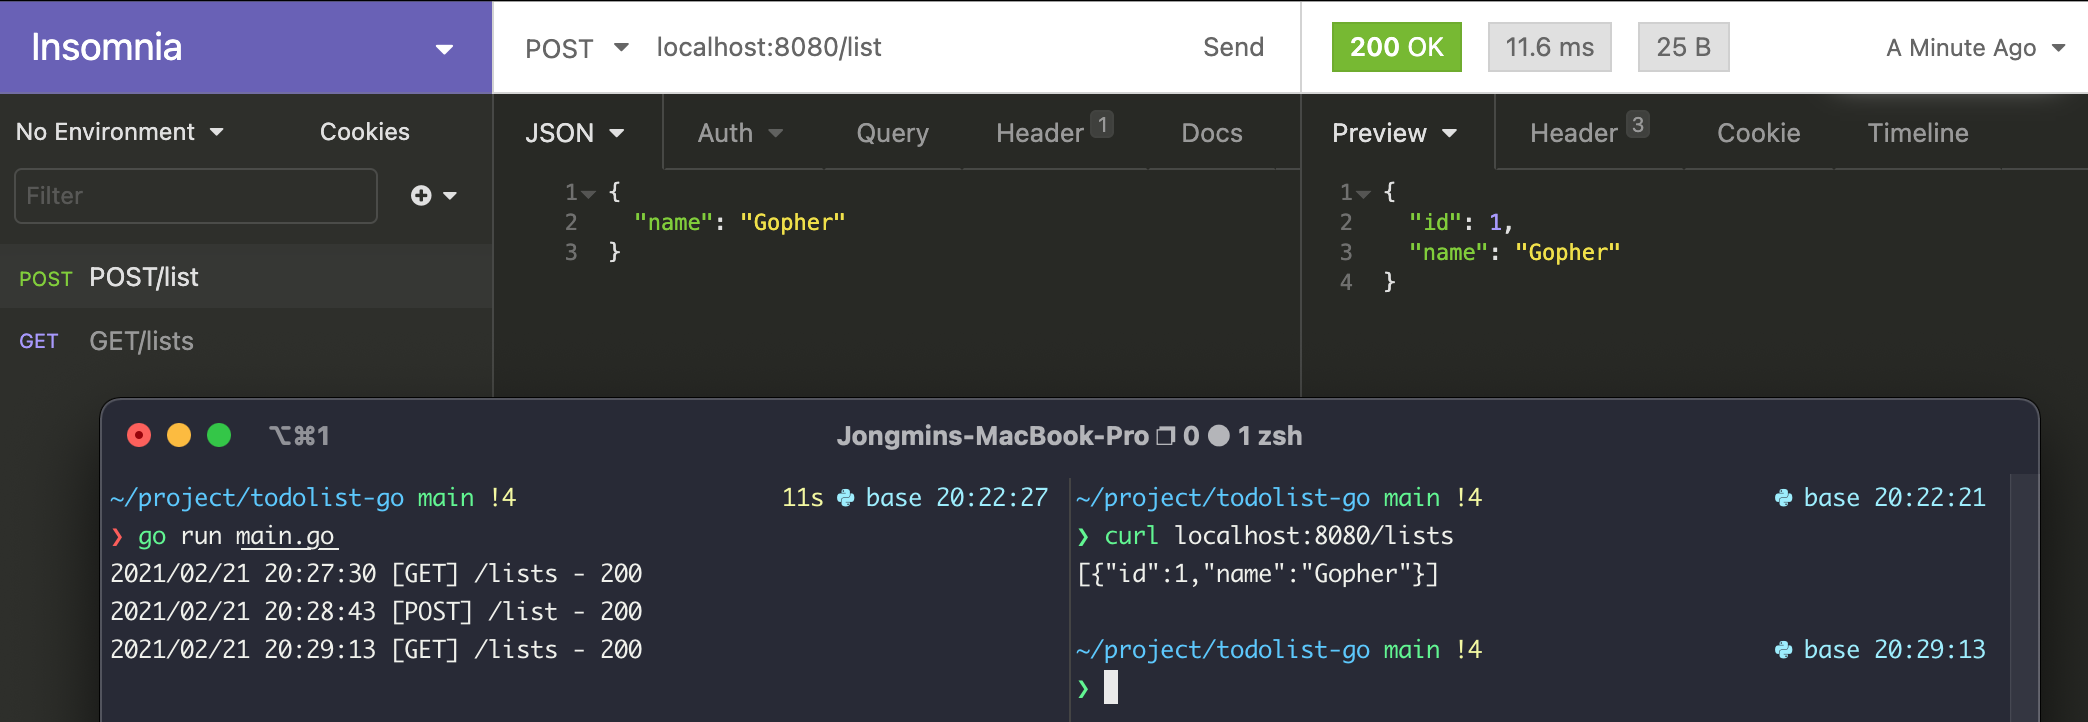 Insomnia
POST localhost:8080/list Send
200 OK 11.6 ms 25 B A Minute Ago
No Environment Cookies
Filter
POST POST/list
GET GET/lists
JSON Auth Query Header 1 Docs
1 {
2 "name": "Gopher"
3 }
Preview Header 3 Cookie Timeline
1 {
2 "id": 1,
3 "name": "Gopher"
4 }
⌥⌘1 Jongmins-MacBook-Pro ❐ 0 ● 1 zsh
~/project/todolist-go main !4 11s base 20:22:27
❯ go run main.go
2021/02/21 20:27:30 [GET] /lists - 200
2021/02/21 20:28:43 [POST] /list - 200
2021/02/21 20:29:13 [GET] /lists - 200
~/project/todolist-go main !4 base 20:22:21
❯ curl localhost:8080/lists
[{"id":1,"name":"Gopher"}]
~/project/todolist-go main !4 base 20:29:13
❯